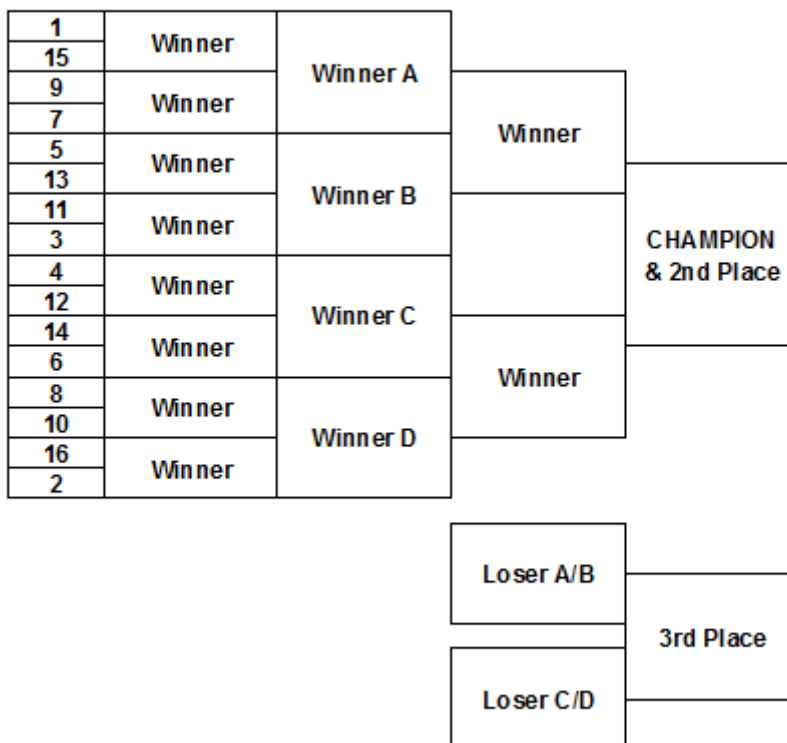 1
15
Winner
Winner A
9
7
Winner
Winner
5
13
Winner
Winner B
11
3
Winner
CHAMPION
& 2nd Place
4
12
Winner
Winner C
14
6
Winner
Winner
8
10
Winner
Winner D
16
2
Winner
Loser A/B
3rd Place
Loser C/D